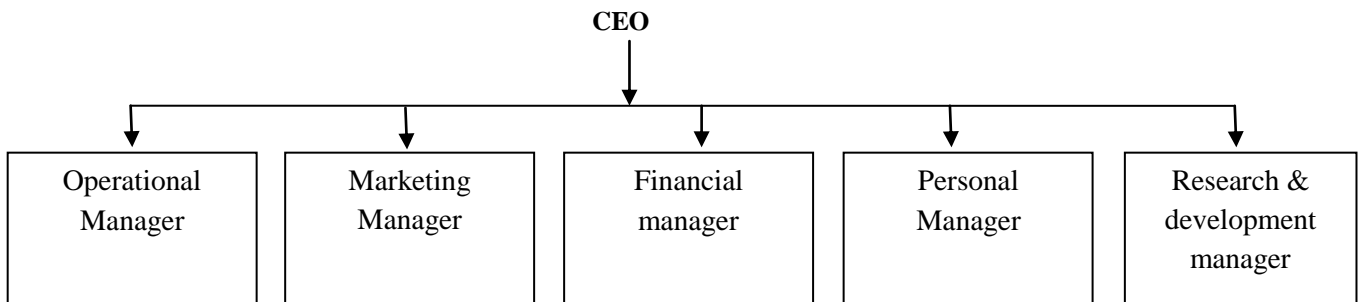 CEO
Operational
Manager
Marketing
Manager
Financial
manager
Personal
Manager
Research &
development
manager